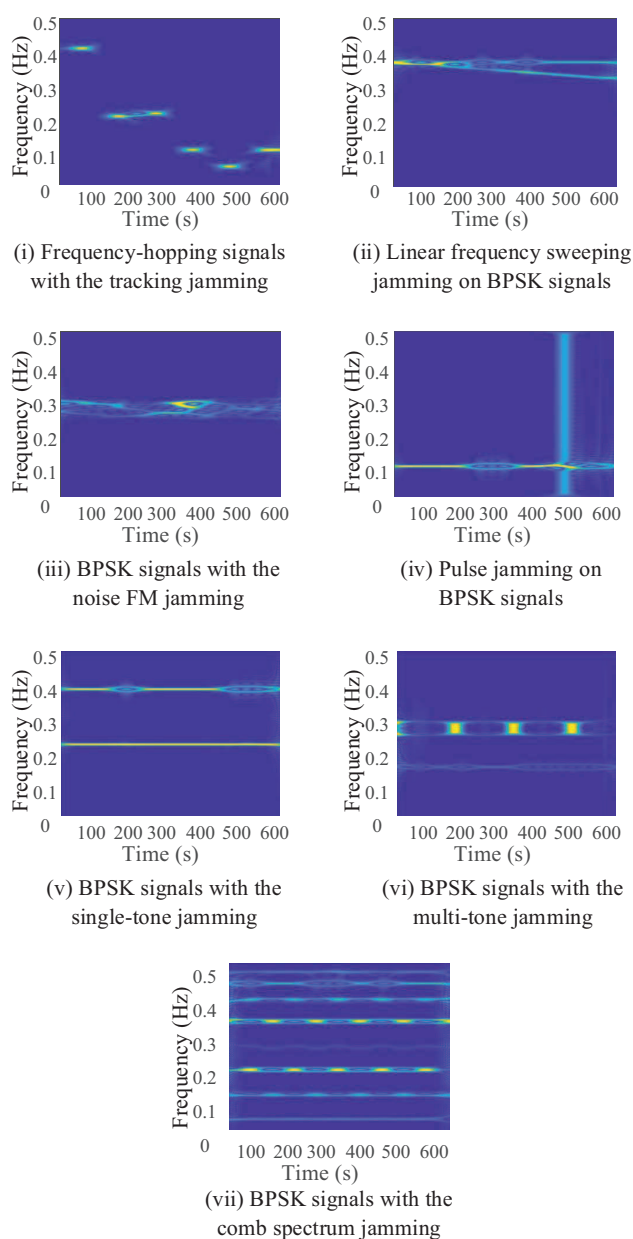 0.5
0.4
0.3
0.2
0.1
0
Frequency (Hz)
100 200 300 400 500 600
Time (s)
(i) Frequency-hopping signals
with the tracking jamming
0.5
0.4
0.3
0.2
0.1
0
Frequency (Hz)
100 200 300 400 500 600
Time (s)
(ii) Linear frequency sweeping
jamming on BPSK signals
0.5
0.4
0.3
0.2
0.1
0
Frequency (Hz)
100 200 300 400 500 600
Time (s)
(iii) BPSK signals with the
noise FM jamming
0.5
0.4
0.3
0.2
0.1
0
Frequency (Hz)
100 200 300 400 500 600
Time (s)
(iv) Pulse jamming on
BPSK signals
0.5
0.4
0.3
0.2
0.1
0
Frequency (Hz)
100 200 300 400 500 600
Time (s)
(v) BPSK signals with the
single-tone jamming
0.5
0.4
0.3
0.2
0.1
0
Frequency (Hz)
100 200 300 400 500 600
Time (s)
(vi) BPSK signals with the
multi-tone jamming
0.5
0.4
0.3
0.2
0.1
0
Frequency (Hz)
100 200 300 400 500 600
Time (s)
(vii) BPSK signals with the
comb spectrum jamming